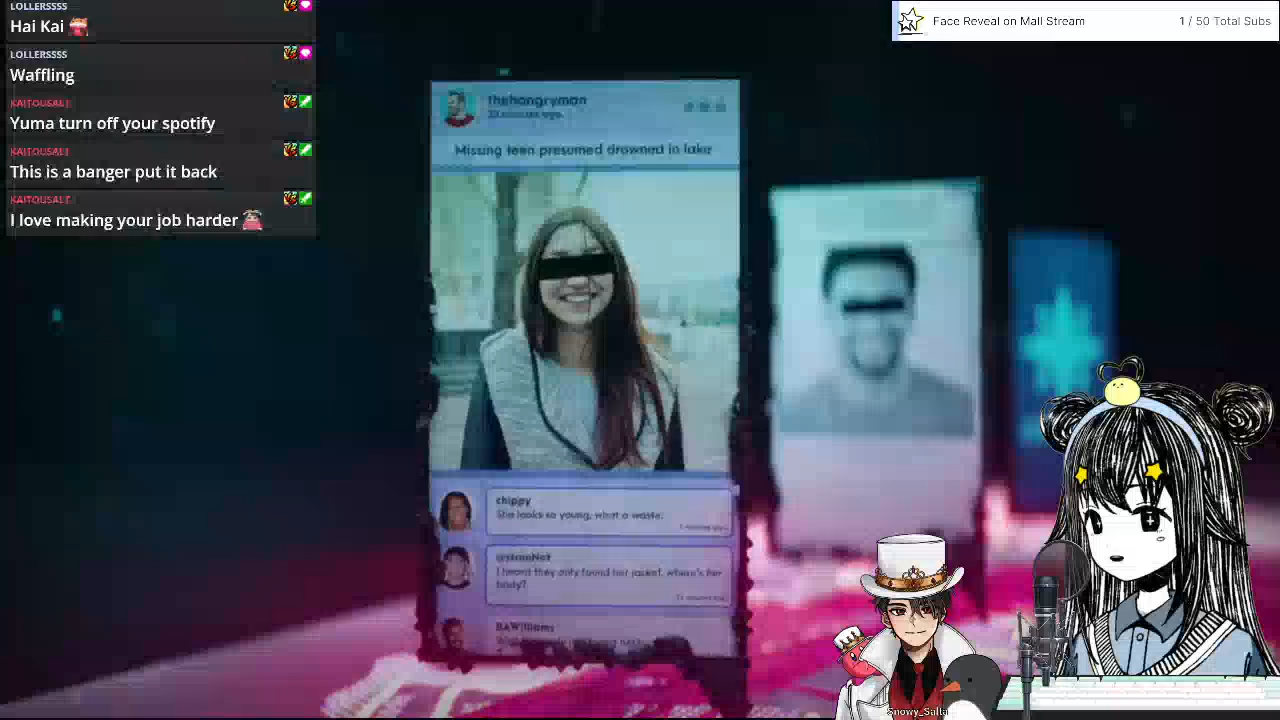 LOLLERSSSS
Hai Kai
LOLLERSSSS
Waffling
KAITOUSALT
Yuma turn off your spotify
KAITOUSALT
This is a banger put it back
KAITOUSALT
I love making your job harder
Face Reveal on Mall Stream
1 / 50 Total Subs
thehangryman
Missing teen presumed drowned in lake
chippy
She looks so young, what a waste.
I heard they only found her jacket, where's her
body?
BAWilliams
Snowy_Salta